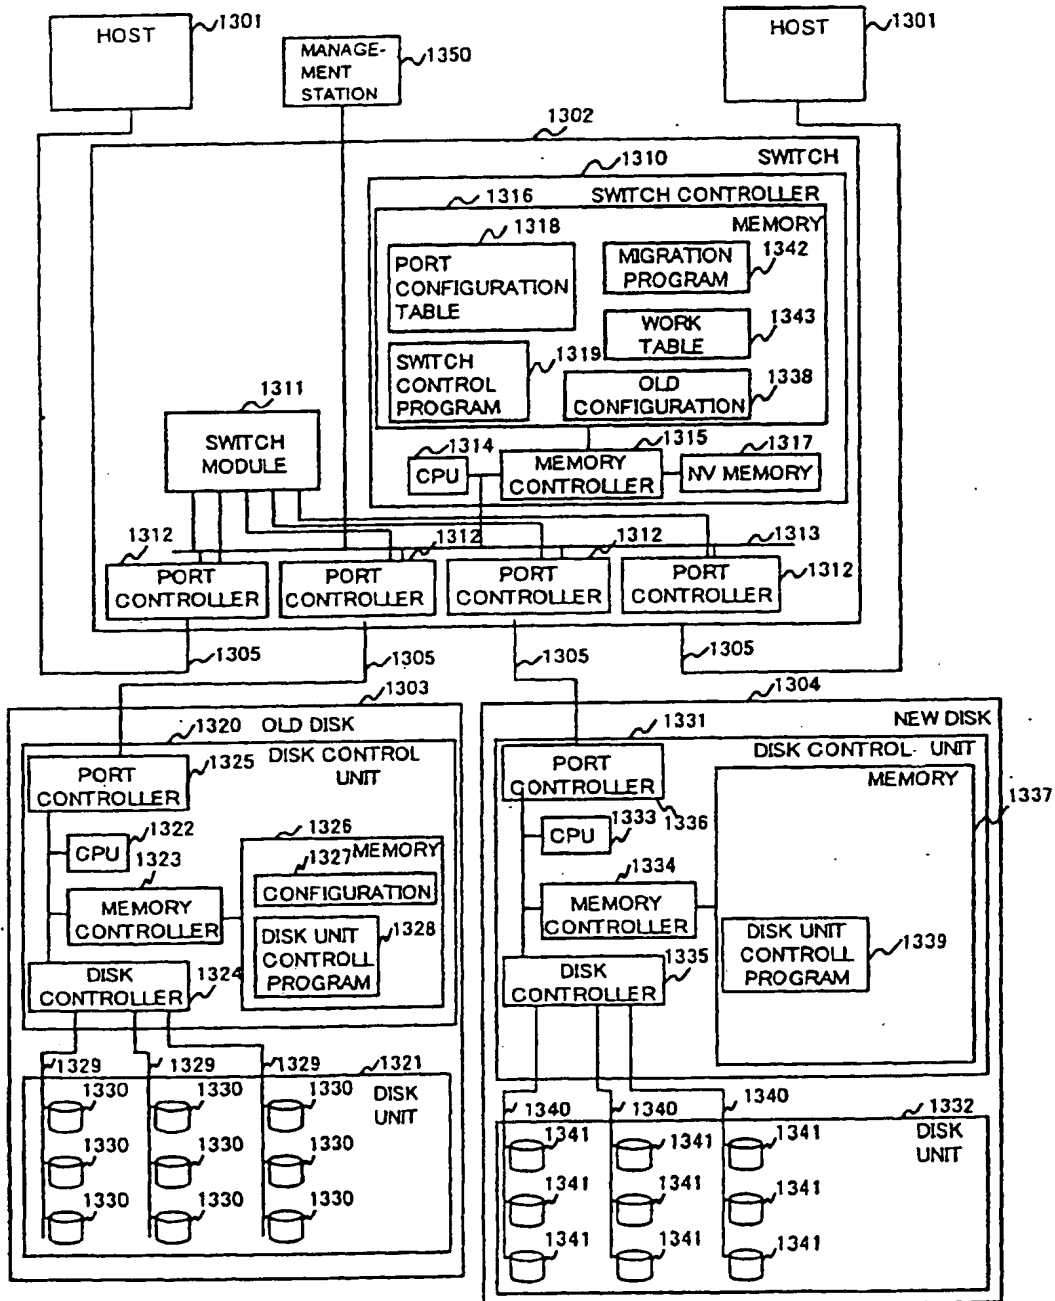 HOST
1301
MANAGE-
MENT
STATION
1350
HOST
1301
1302
SWITCH
1310
SWITCH CONTROLLER
1316
MEMORY
1318
PORT
CONFIGURATION
TABLE
MIGRATION
PROGRAM
1342
WORK
TABLE
1343
SWITCH
CONTROL
PROGRAM
1319
OLD
CONFIGURATION
1338
1311
SWITCH
MODULE
1314
CPU
1315
MEMORY
CONTROLLER
1317
NV MEMORY
1313
1312
PORT
CONTROLLER
1312
PORT
CONTROLLER
1312
PORT
CONTROLLER
1312
PORT
CONTROLLER
1305
1305
1305
1305
1303
OLD DISK
1320
DISK CONTROL
UNIT
PORT
CONTROLLER
1325
CPU
1322
1323
MEMORY
CONTROLLER
1326
MEMORY
1327
CONFIGURATION
DISK UNIT
CONTROLL
PROGRAM
1328
DISK
CONTROLLER
1324
1329
1329
1329
1321
DISK
UNIT
1330
1330
1330
1330
1330
1330
1330
1330
1330
1304
NEW DISK
1331
DISK CONTROL UNIT
PORT
CONTROLLER
1336
MEMORY
1337
CPU
1333
1334
MEMORY
CONTROLLER
DISK UNIT
CONTROLL
PROGRAM
1339
DISK
CONTROLLER
1335
1340
1340
1340
1332
DISK
UNIT
1341
1341
1341
1341
1341
1341
1341
1341
1341